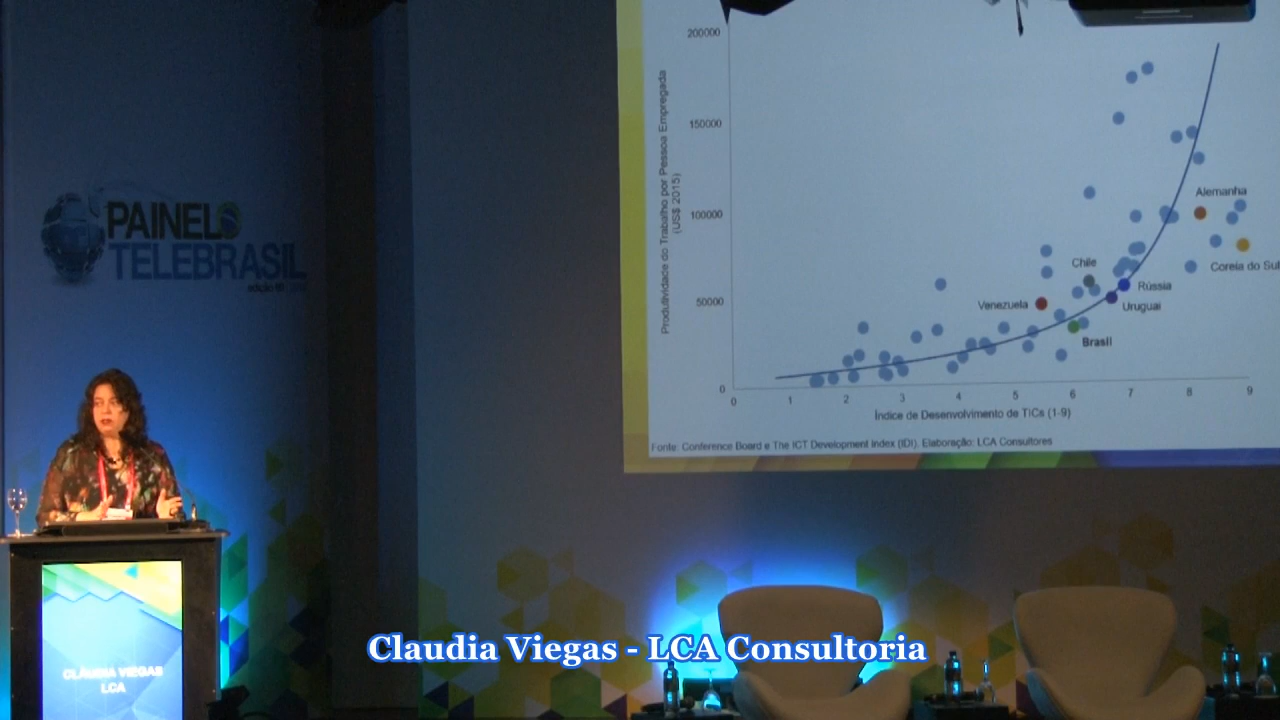 PAINEL
TELEBRASIL
200000
150000
100000
50000
0
Produtividade do Trabalho por Pessoa Empregada
(US$ 2015)
Alemanha
Coreia do Sul
Chile
Rússia
Venezuela
Uruguai
Brasil
0 1 2 3 4 5 6 7 8 9
Índice de Desenvolvimento de TICs (1-9)
Fonte: Conference Board e The ICT Development Index (IDI). Elaboração: LCA Consultores
Claudia Viegas - LCA Consultoria
CLÁUDIA VIEGAS
LCA